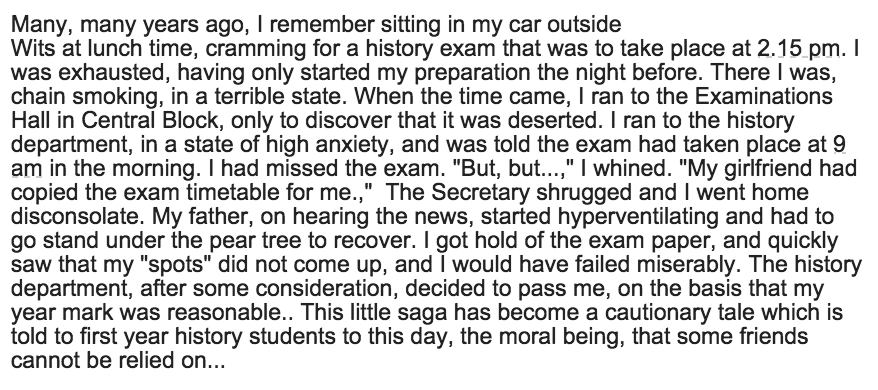 Many, many years ago, I remember sitting in my car outside
Wits at lunch time, cramming for a history exam that was to take place at 2.15 pm. I
was exhausted, having only started my preparation the night before. There I was,
chain smoking, in a terrible state. When the time came, I ran to the Examinations
Hall in Central Block, only to discover that it was deserted. I ran to the history
department, in a state of high anxiety, and was told the exam had taken place at 9
am in the morning. I had missed the exam. "But, but...," I whined. "My girlfriend had
copied the exam timetable for me.,"  The Secretary shrugged and I went home
disconsolate. My father, on hearing the news, started hyperventilating and had to
go stand under the pear tree to recover. I got hold of the exam paper, and quickly
saw that my "spots" did not come up, and I would have failed miserably. The history
department, after some consideration, decided to pass me, on the basis that my
year mark was reasonable.. This little saga has become a cautionary tale which is
told to first year history students to this day, the moral being, that some friends
cannot be relied on...